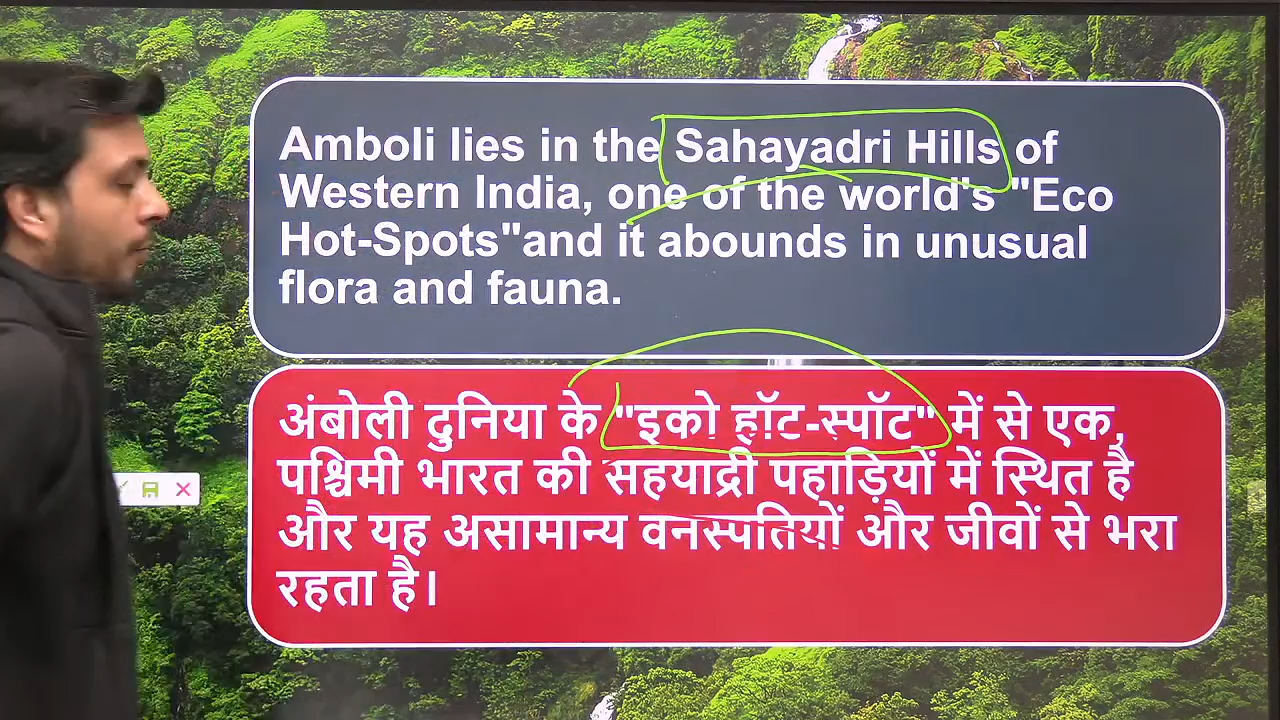 Amboli lies in the Sahayadri Hills of
Western India, one of the world's "Eco
Hot-Spots"and it abounds in unusual
flora and fauna.
अंबोली दुनिया के "इको हॉट-स्पॉट" में से एक,
पश्चिमी भारत की सहयाद्री पहाड़ियों में स्थित है
और यह असामान्य वनस्पतियों और जीवों से भरा
रहता है।